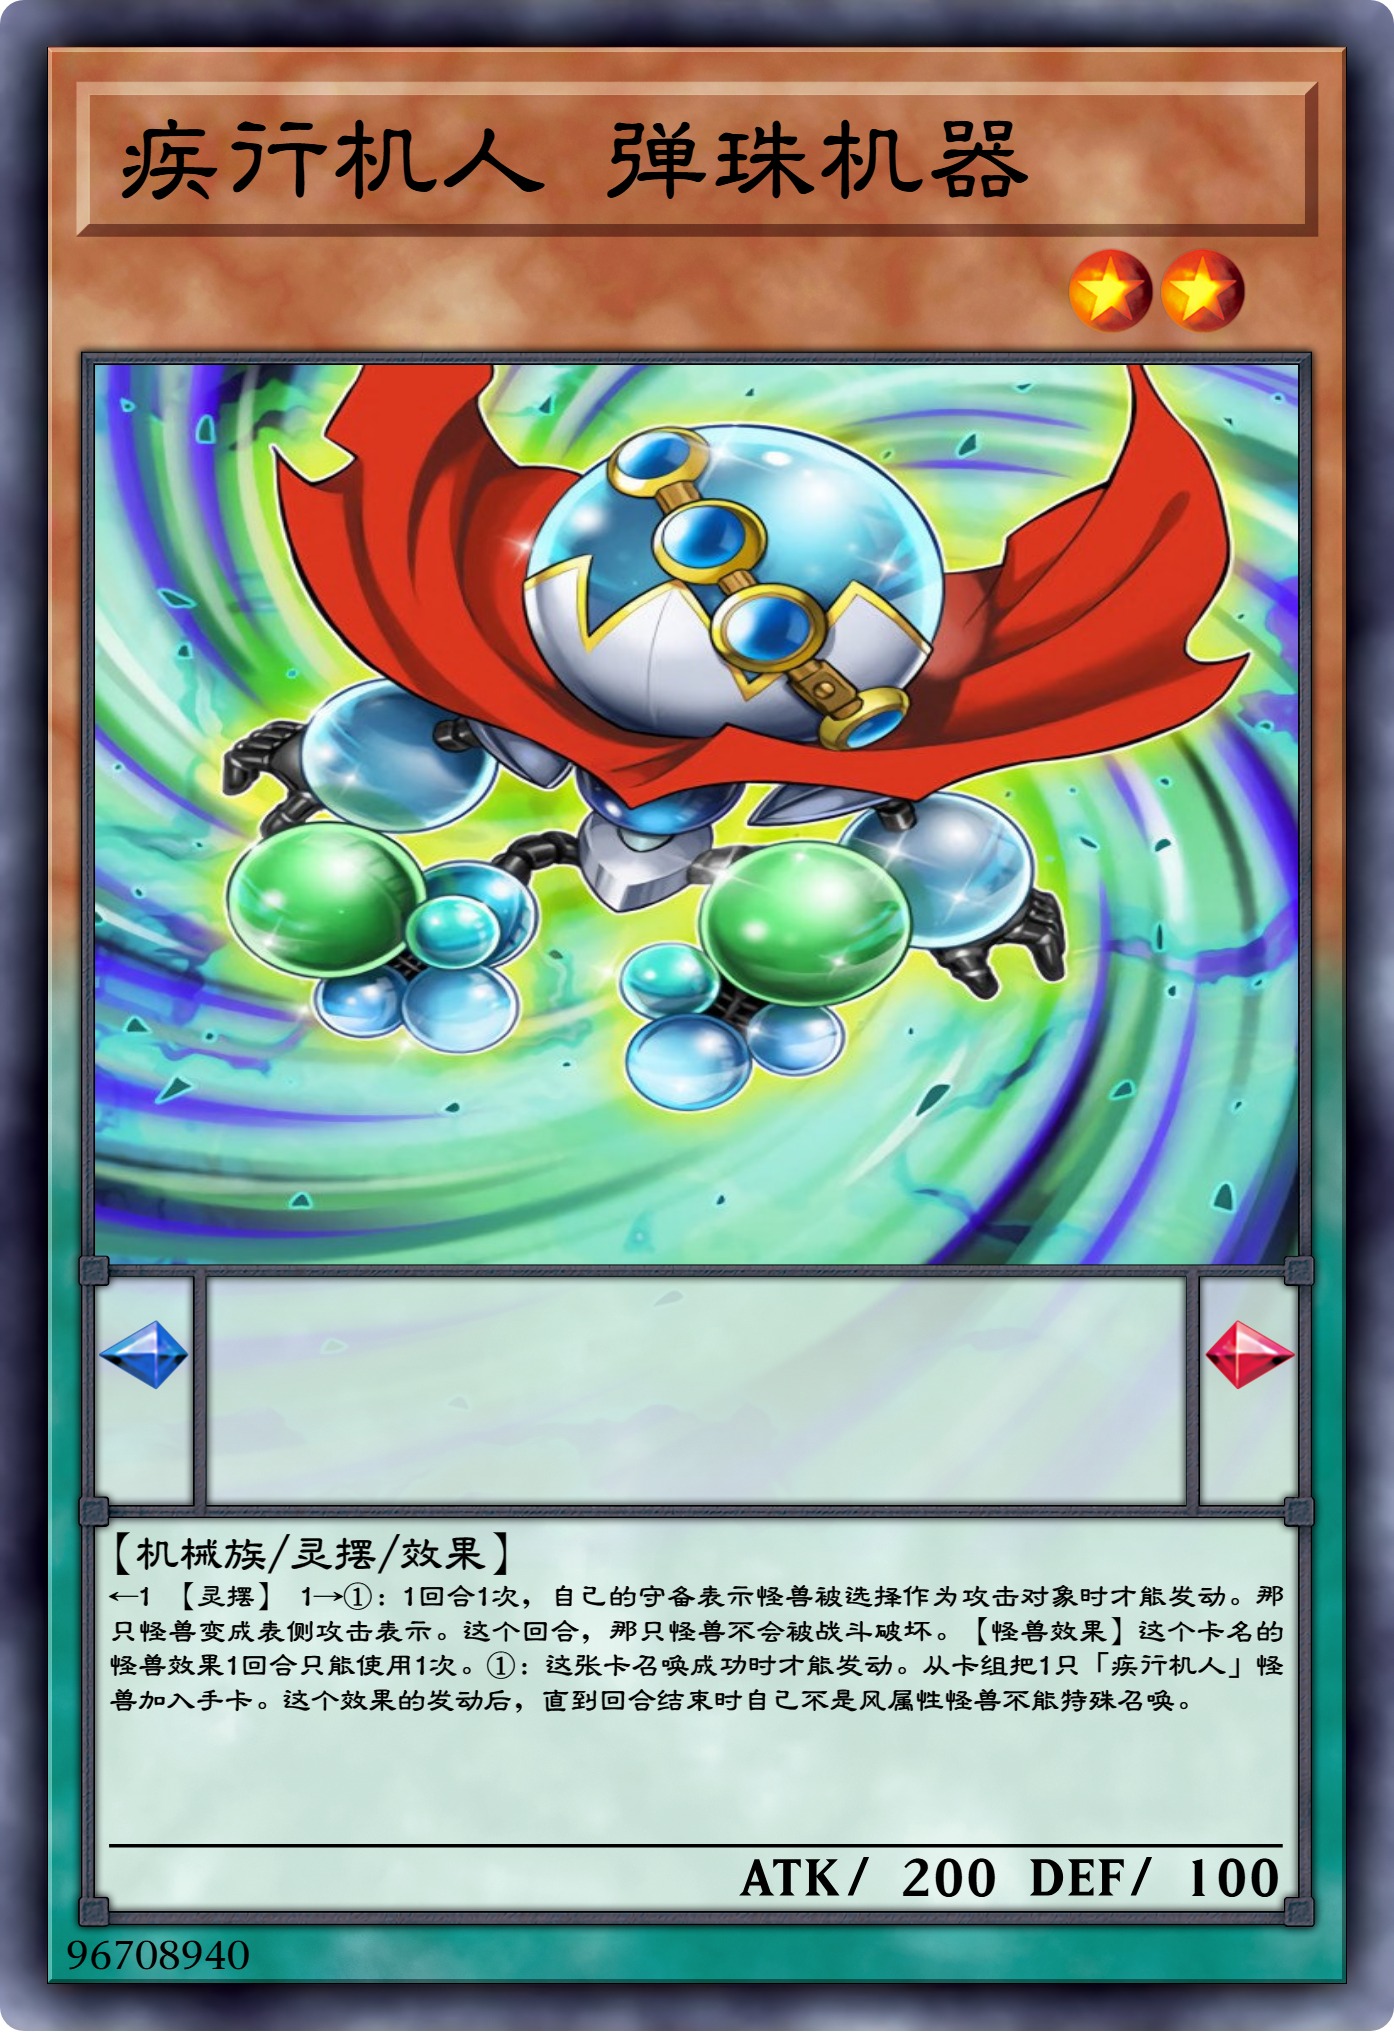 疾行机人 弹珠机器
【机械族/灵摆/效果】
←1 【灵摆】 1→①：1回合1次，自己的守备表示怪兽被选择作为攻击对象时才能发动。那
只怪兽变成表侧攻击表示。这个回合，那只怪兽不会被战斗破坏。【怪兽效果】这个卡名的
怪兽效果1回合只能使用1次。①：这张卡召唤成功时才能发动。从卡组把1只「疾行机人」怪
兽加入手卡。这个效果的发动后，直到回合结束时自己不是风属性怪兽不能特殊召唤。
ATK/ 200 DEF/ 100
96708940